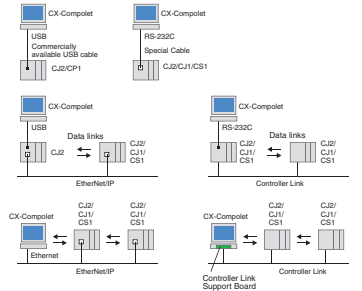 CX-Compolet
USB
Commercially
available USB cable
CJ2/CP1
CX-Compolet
RS-232C
Special Cable
CJ2/CJ1/CS1
CX-Compolet
USB
Data links
CJ2
CJ2/
CJ1/
CS1
EtherNet/IP
CX-Compolet
RS-232C
Data links
CJ2/
CJ1/
CS1
CJ2/
CJ1/
CS1
Controller Link
CX-Compolet
CJ2/
CJ1/
CS1
CJ2/
CJ1/
CS1
Ethernet
EtherNet/IP
CX-Compolet
CJ2/
CJ1/
CS1
CJ2/
CJ1/
CS1
Controller Link
Support Board
Controller Link